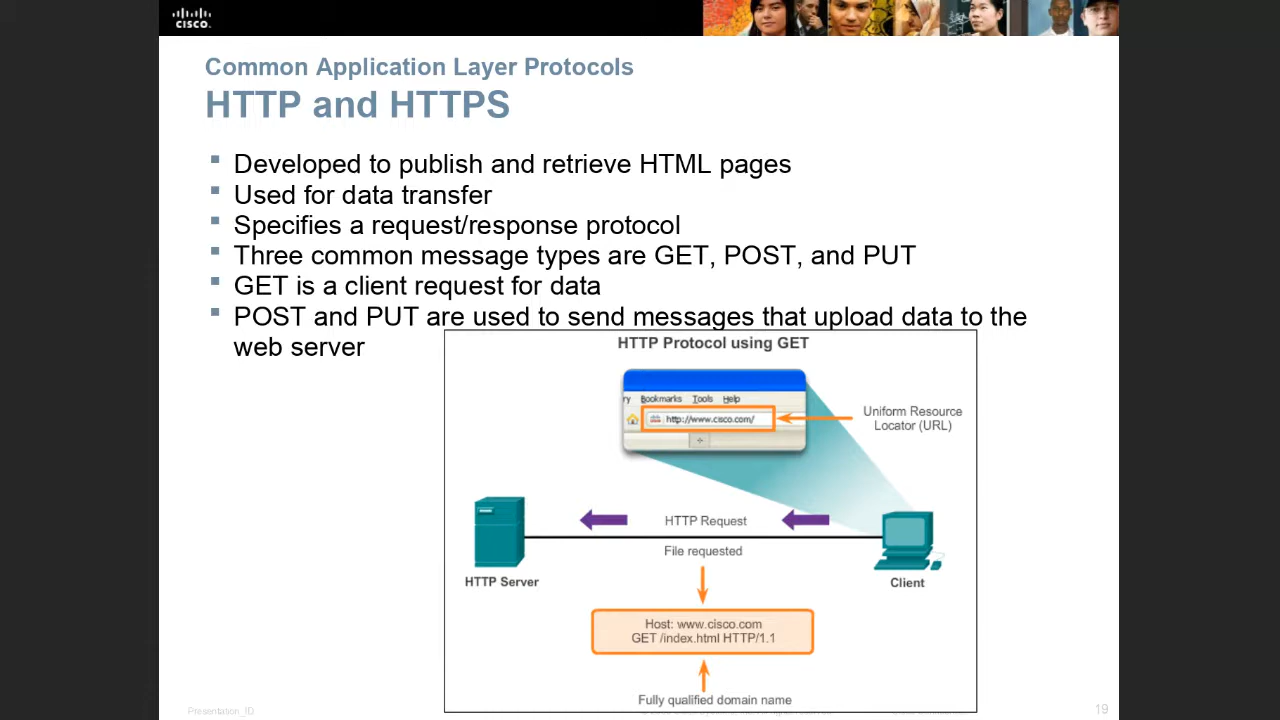 CISCO.
Common Application Layer Protocols
HTTP and HTTPS
Developed to publish and retrieve HTML pages
Used for data transfer
Specifies a request/response protocol
Three common message types are GET, POST, and PUT
GET is a client request for data
POST and PUT are used to send messages that upload data to the
web server
HTTP Protocol using GET
ry Bookmarks Tools Help
http://www.cisco.com/
Uniform Resource
Locator (URL)
HTTP Request
File requested
HTTP Server
Client
Host: www.cisco.com
GET /index.html HTTP/1.1
Fully qualified domain name
Presentation_ID
19